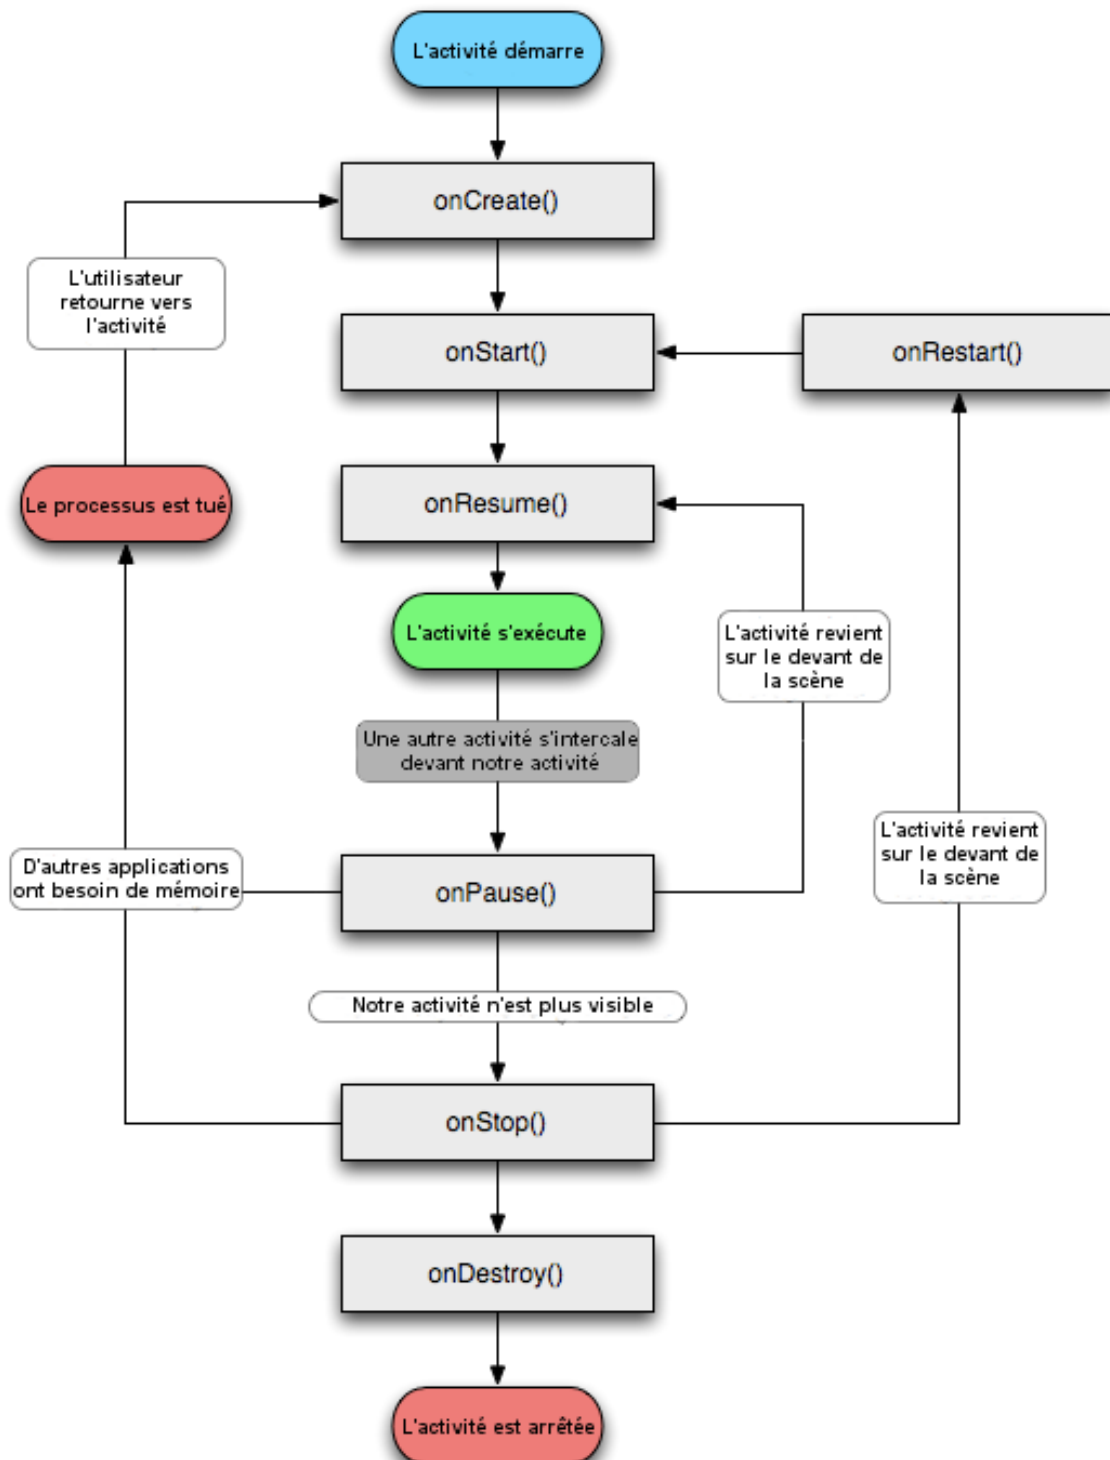 L'activité démarre
onCreate()
L'utilisateur
retourne vers
l'activité
onStart()
onRestart()
Le processus est tué
onResume()
L'activité s'exécute
L'activité revient
sur le devant de
la scène
Une autre activité s'intercale
devant notre activité
L'activité revient
sur le devant de
la scène
D'autres applications
ont besoin de mémoire
onPause()
Notre activité n'est plus visible
onStop()
onDestroy()
L'activité est arrêtée